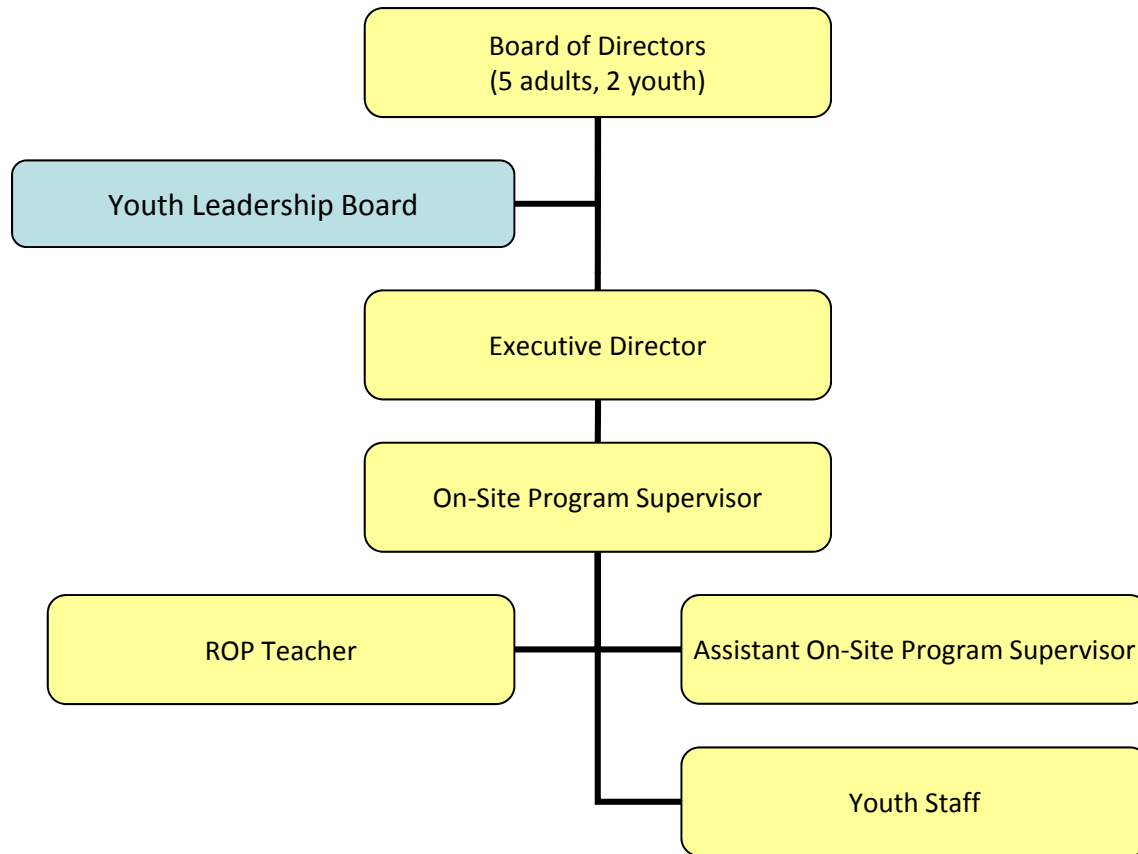 Board of Directors
(5 adults, 2 youth)
Youth Leadership Board
Executive Director
On-Site Program Supervisor
ROP Teacher
Assistant On-Site Program Supervisor
Youth Staff